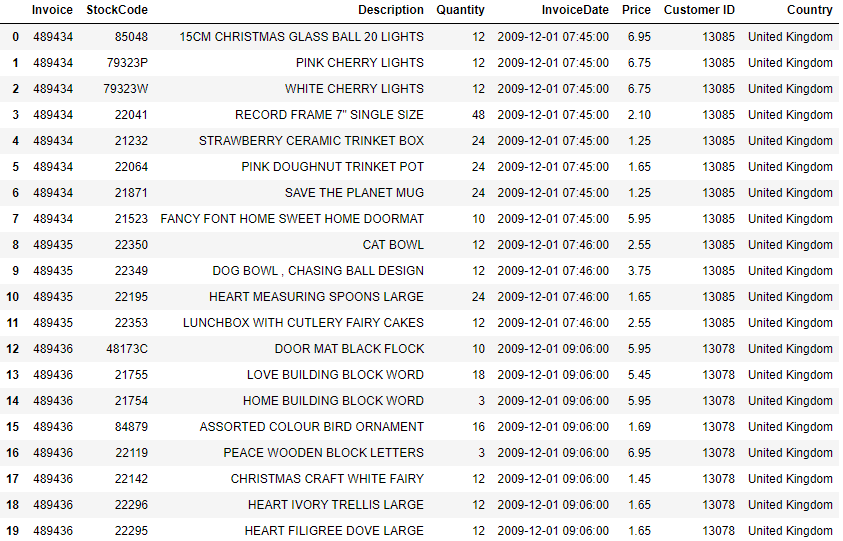 Invoice StockCode Description Quantity InvoiceDate Price Customer ID Country
0 489434 85048 15CM CHRISTMAS GLASS BALL 20 LIGHTS 12 2009-12-01 07:45:00 6.95 13085 United Kingdom
1 489434 79323P PINK CHERRY LIGHTS 12 2009-12-01 07:45:00 6.75 13085 United Kingdom
2 489434 79323W WHITE CHERRY LIGHTS 12 2009-12-01 07:45:00 6.75 13085 United Kingdom
3 489434 22041 RECORD FRAME 7" SINGLE SIZE 48 2009-12-01 07:45:00 2.10 13085 United Kingdom
4 489434 21232 STRAWBERRY CERAMIC TRINKET BOX 24 2009-12-01 07:45:00 1.25 13085 United Kingdom
5 489434 22064 PINK DOUGHNUT TRINKET POT 24 2009-12-01 07:45:00 1.65 13085 United Kingdom
6 489434 21871 SAVE THE PLANET MUG 24 2009-12-01 07:45:00 1.25 13085 United Kingdom
7 489434 21523 FANCY FONT HOME SWEET HOME DOORMAT 10 2009-12-01 07:45:00 5.95 13085 United Kingdom
8 489435 22350 CAT BOWL 12 2009-12-01 07:46:00 2.55 13085 United Kingdom
9 489435 22349 DOG BOWL , CHASING BALL DESIGN 12 2009-12-01 07:46:00 3.75 13085 United Kingdom
10 489435 22195 HEART MEASURING SPOONS LARGE 24 2009-12-01 07:46:00 1.65 13085 United Kingdom
11 489435 22353 LUNCHBOX WITH CUTLERY FAIRY CAKES 12 2009-12-01 07:46:00 2.55 13085 United Kingdom
12 489436 48173C DOOR MAT BLACK FLOCK 10 2009-12-01 09:06:00 5.95 13078 United Kingdom
13 489436 21755 LOVE BUILDING BLOCK WORD 18 2009-12-01 09:06:00 5.45 13078 United Kingdom
14 489436 21754 HOME BUILDING BLOCK WORD 3 2009-12-01 09:06:00 5.95 13078 United Kingdom
15 489436 84879 ASSORTED COLOUR BIRD ORNAMENT 16 2009-12-01 09:06:00 1.69 13078 United Kingdom
16 489436 22119 PEACE WOODEN BLOCK LETTERS 3 2009-12-01 09:06:00 6.95 13078 United Kingdom
17 489436 22142 CHRISTMAS CRAFT WHITE FAIRY 12 2009-12-01 09:06:00 1.45 13078 United Kingdom
18 489436 22296 HEART IVORY TRELLIS LARGE 12 2009-12-01 09:06:00 1.65 13078 United Kingdom
19 489436 22295 HEART FILIGREE DOVE LARGE 12 2009-12-01 09:06:00 1.65 13078 United Kingdom